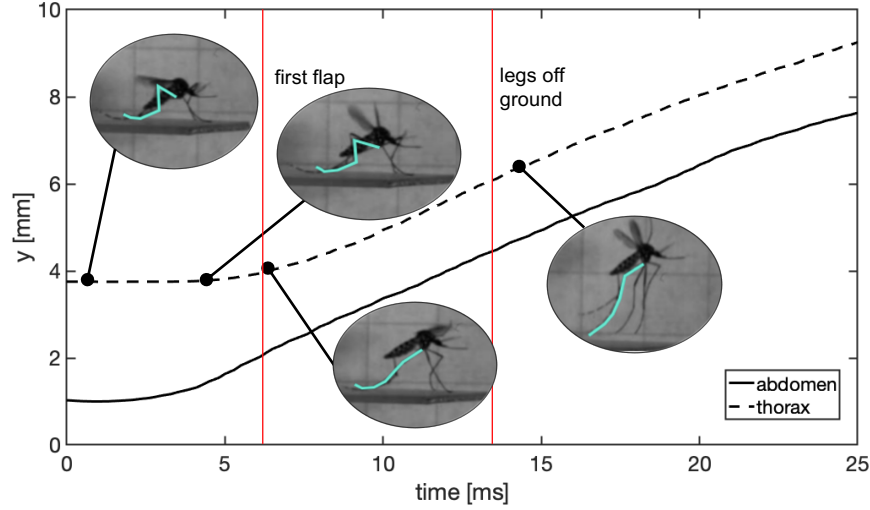 10
8
6
4
2
0
y [mm]
first flap
legs off
ground
abdomen
thorax
0 5 10 15 20 25
time [ms]